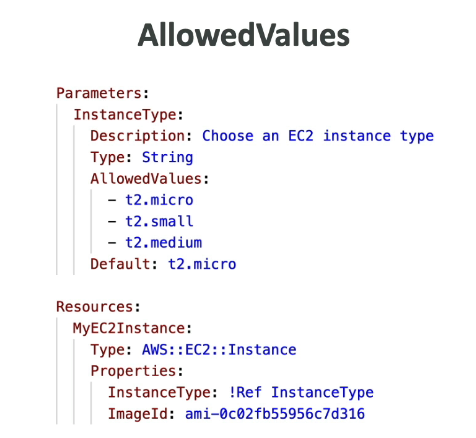 AllowedValues
Parameters:
InstanceType:
Description: Choose an EC2 instance type
Type: String
AllowedValues:
- t2.micro
- t2.small
- t2.medium
Default: t2.micro
Resources:
MyEC2Instance:
Type: AWS::EC2::Instance
Properties:
InstanceType: !Ref InstanceType
ImageId: ami-0c02fb55956c7d316